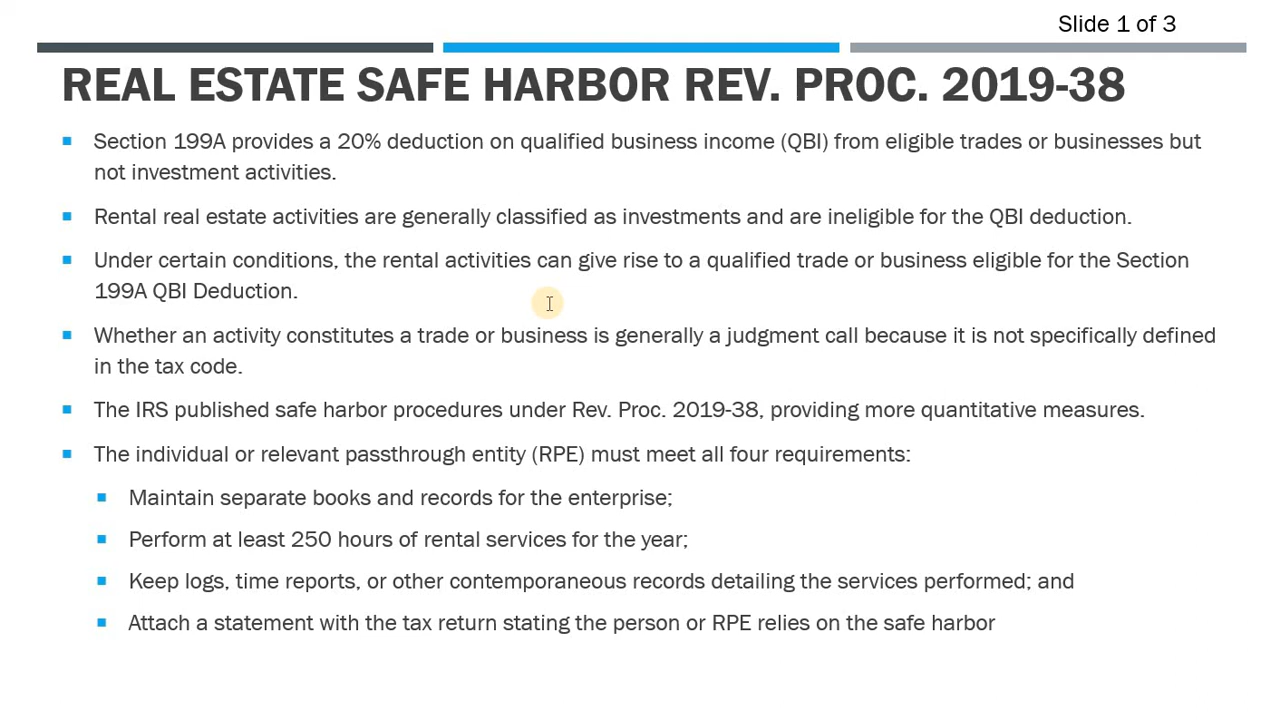 Slide 1 of 3
REAL ESTATE SAFE HARBOR REV. PROC. 2019-38
Section 199A provides a 20% deduction on qualified business income (QBI) from eligible trades or businesses but
not investment activities.
Rental real estate activities are generally classified as investments and are ineligible for the QBI deduction.
Under certain conditions, the rental activities can give rise to a qualified trade or business eligible for the Section
199A QBI Deduction.
Whether an activity constitutes a trade or business is generally a judgment call because it is not specifically defined
in the tax code.
The IRS published safe harbor procedures under Rev. Proc. 2019-38, providing more quantitative measures.
The individual or relevant passthrough entity (RPE) must meet all four requirements:
Maintain separate books and records for the enterprise;
Perform at least 250 hours of rental services for the year;
Keep logs, time reports, or other contemporaneous records detailing the services performed; and
Attach a statement with the tax return stating the person or RPE relies on the safe harbor